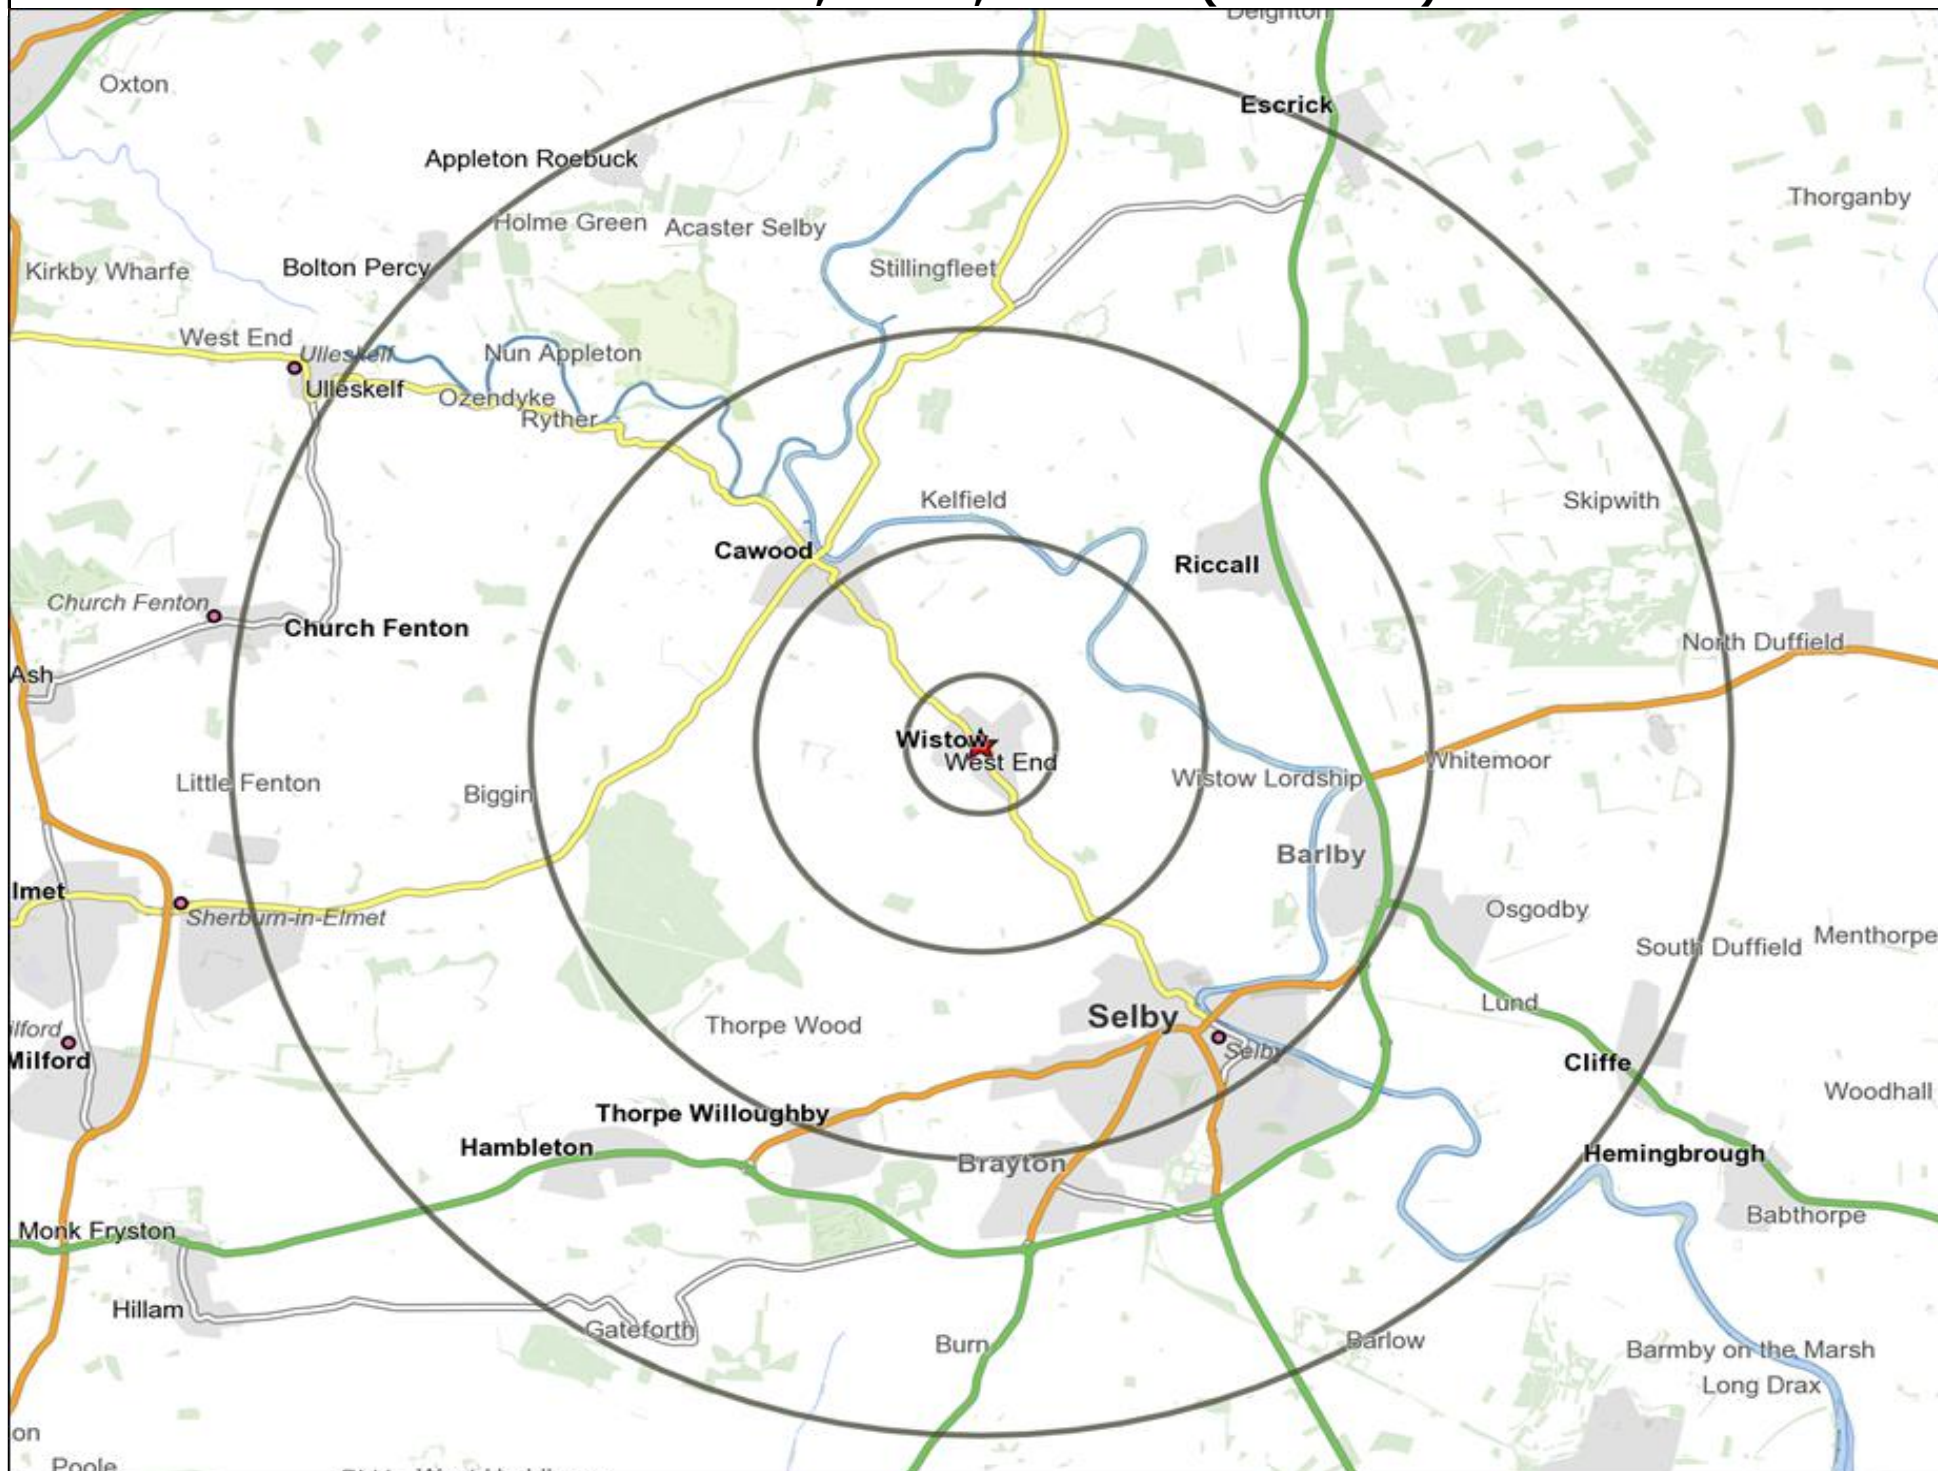 Deighton
Oxton
Escrick
Appleton Roebuck
Thorganby
Holme Green
Acaster Selby
Kirkby Wharfe
Bolton Percy
Stillingfleet
West End
Ulleskelf
Nun Appleton
Ulleskelf
Ozendyke
Ryther
Kelfield
Skipwith
Cawood
Riccall
Church Fenton
Church Fenton
North Duffield
Ash
Wistow
West End
Whitemoor
Wistow Lordship
Little Fenton
Biggin
Barlby
lmet
Sherburn-in-Elmet
Osgodby
Menthorpe
South Duffield
Lund
Selby
Thorpe Wood
ilford
Selby
Milford
Cliffe
Woodhall
Thorpe Willoughby
Hambleton
Hemingbrough
Brayton
Babthorpe
Monk Fryston
Hillam
Gateforth
Burn
Barlow
Barmby on the Marsh
Long Drax
on
Poole